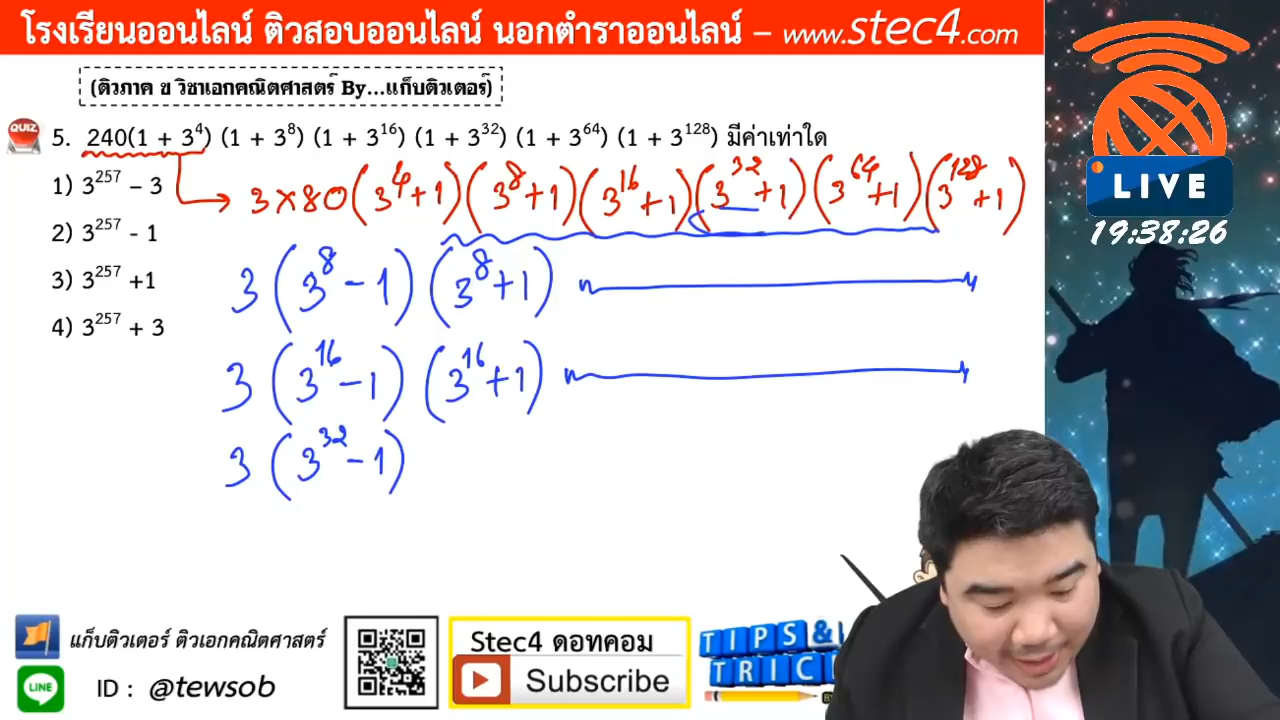 โรงเรียนออนไลน์ ติวสอบออนไลน์ นอกตำราออนไลน์ – www.stec4.com
(ติวภาค ข วิชาเอกคณิตศาสตร์ By...แก็บติวเตอร์)
QUIZ
5. 240(1 + 3⁴) (1 + 3⁸) (1 + 3¹⁶) (1 + 3³²) (1 + 3⁶⁴) (1 + 3¹²⁸) มีค่าเท่าใด
1) 3²⁵⁷ – 3
3×80(3⁴+1)(3⁸+1)(3¹⁶+1)(3³²+1)(3⁶⁴+1)(3¹²⁸+1)
LIVE
19:38:26
2) 3²⁵⁷ - 1
3(3⁸-1)(3⁸+1)
3) 3²⁵⁷ +1
4) 3²⁵⁷ + 3
3(3¹⁶-1)(3¹⁶+1)
3(3³²-1)
แก็บติวเตอร์ ติวเอกคณิตศาสตร์
LINE
ID : @tewsob
Stec4 ดอทคอม
Subscribe
TIPS &